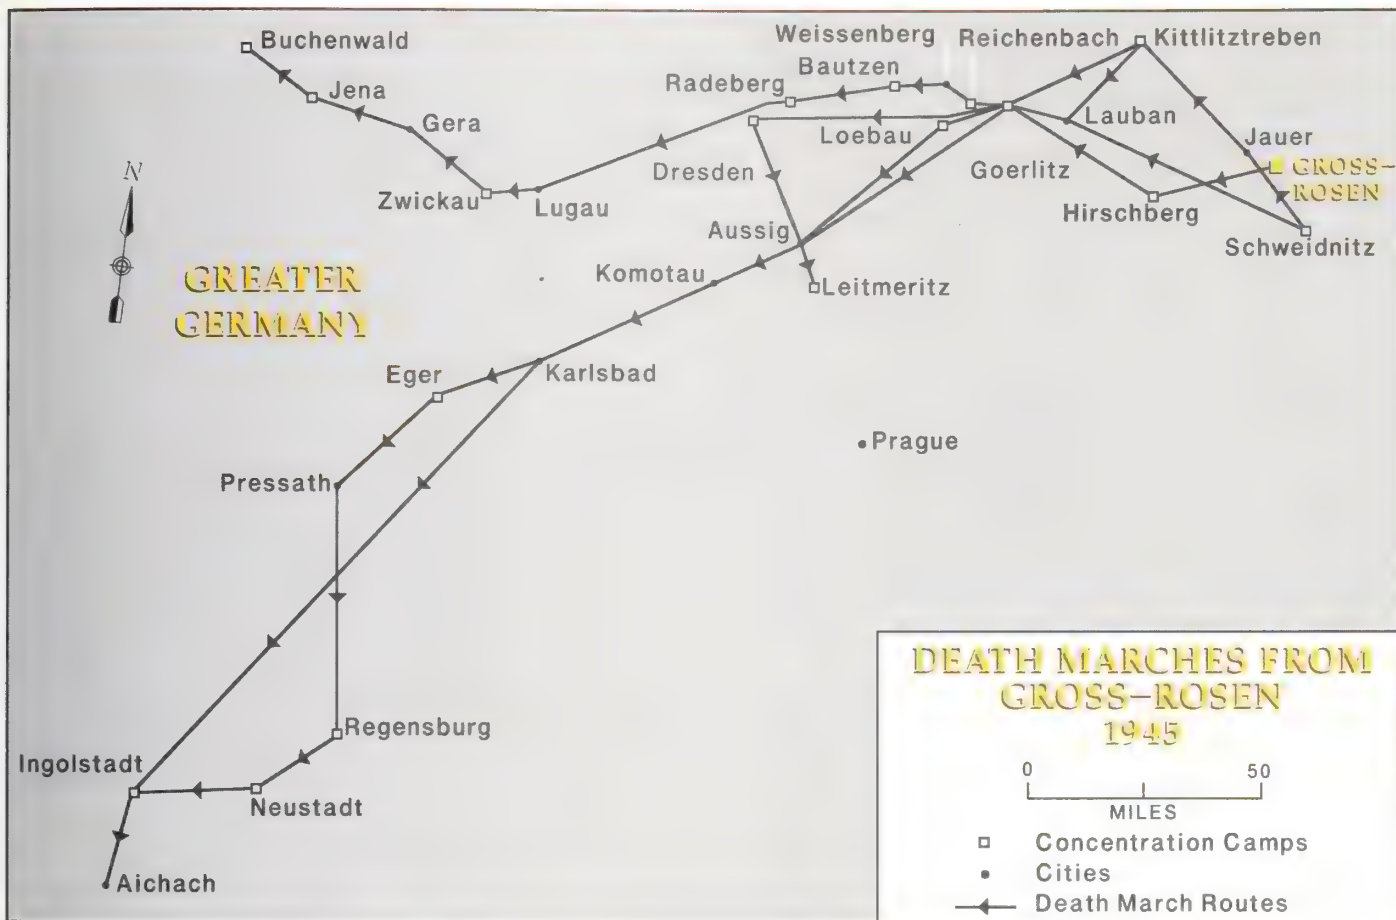 Buchenwald
Jena
Gera
Zwickau
Lugau
Radeberg
Weissenberg
Bautzen
Reichenbach
Kittlitztreben
Loebau
Lauban
Jauer
GROSS–
ROSEN
Dresden
Goerlitz
Hirschberg
Schweidnitz
Aussig
N
GREATER
GERMANY
Komotau
Leitmeritz
Eger
Karlsbad
Prague
Pressath
Regensburg
Ingolstadt
Neustadt
Aichach
DEATH MARCHES FROM
GROSS–ROSEN
1945
0 50
MILES
Concentration Camps
Cities
Death March Routes